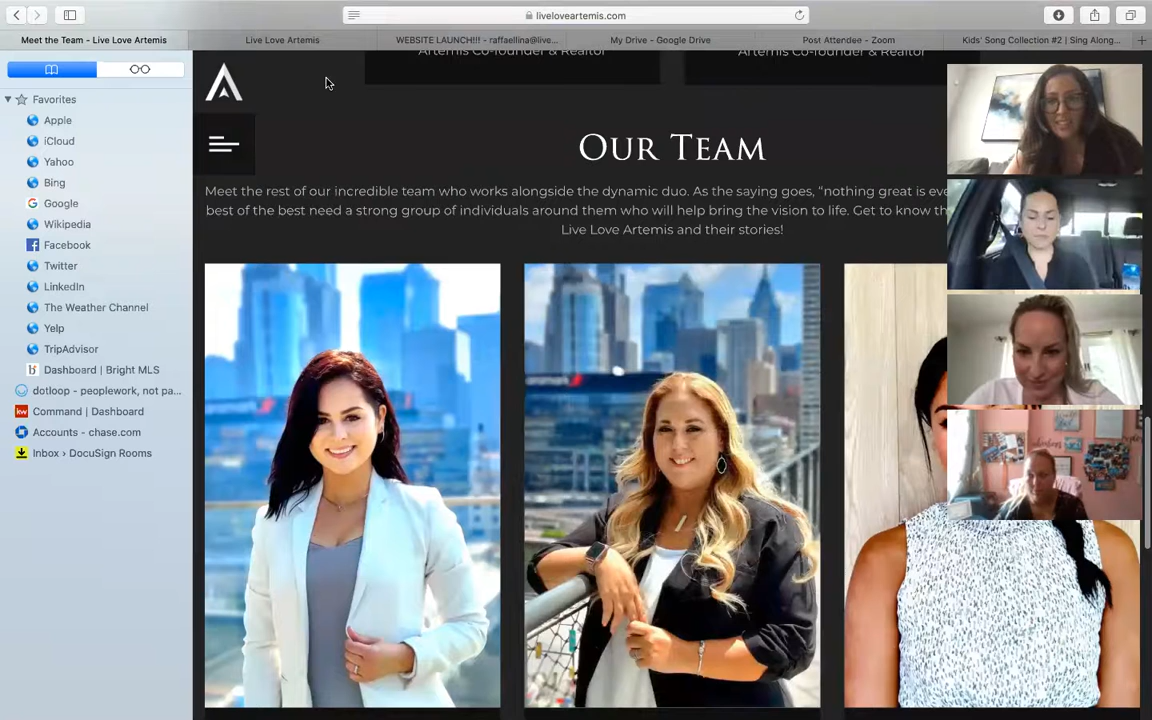 liveloveartemis.com
Meet the Team - Live Love Artemis
Live Love Artemis
WEBSITE LAUNCH!!! - raffaellina@live...
My Drive - Google Drive
Post Attendee - Zoom
Kids' Song Collection #2 | Sing Along...
Favorites
Apple
iCloud
Yahoo
Bing
Google
Wikipedia
Facebook
Twitter
LinkedIn
The Weather Channel
Yelp
TripAdvisor
Dashboard | Bright MLS
dotloop - peoplework, not pa...
kw Command | Dashboard
Accounts - chase.com
Inbox › DocuSign Rooms
Artemis Co-founder & Realtor
Artemis Co-founder & Realtor
OUR TEAM
Meet the rest of our incredible team who works alongside the dynamic duo. As the saying goes, “nothing great is eve
best of the best need a strong group of individuals around them who will help bring the vision to life. Get to know th
Live Love Artemis and their stories!